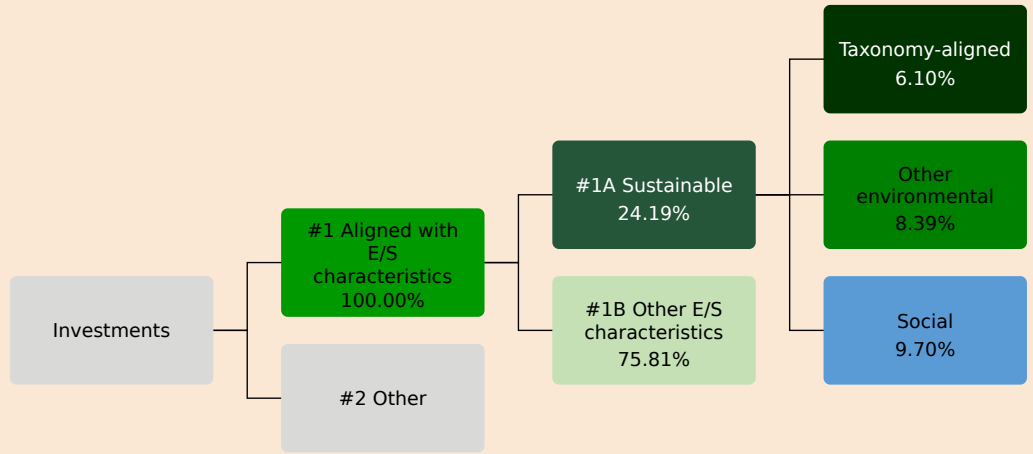 Investments
#1 Aligned with
E/S
characteristics
100.00%
#2 Other
#1A Sustainable
24.19%
#1B Other E/S
characteristics
75.81%
Taxonomy-aligned
6.10%
Other
environmental
8.39%
Social
9.70%